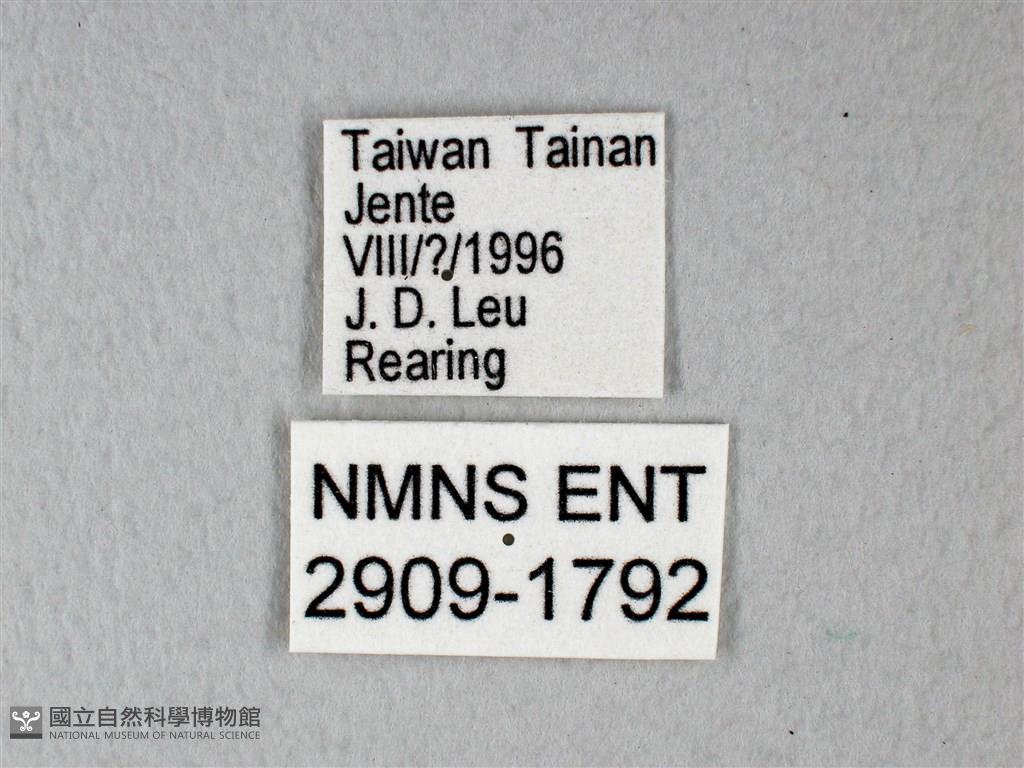 Taiwan Tainan
Jente
VIII/?/1996
J. D. Leu
Rearing
NMNS ENT
2909-1792
國立自然科學博物館
NATIONAL MUSEUM OF NATURAL SCIENCE